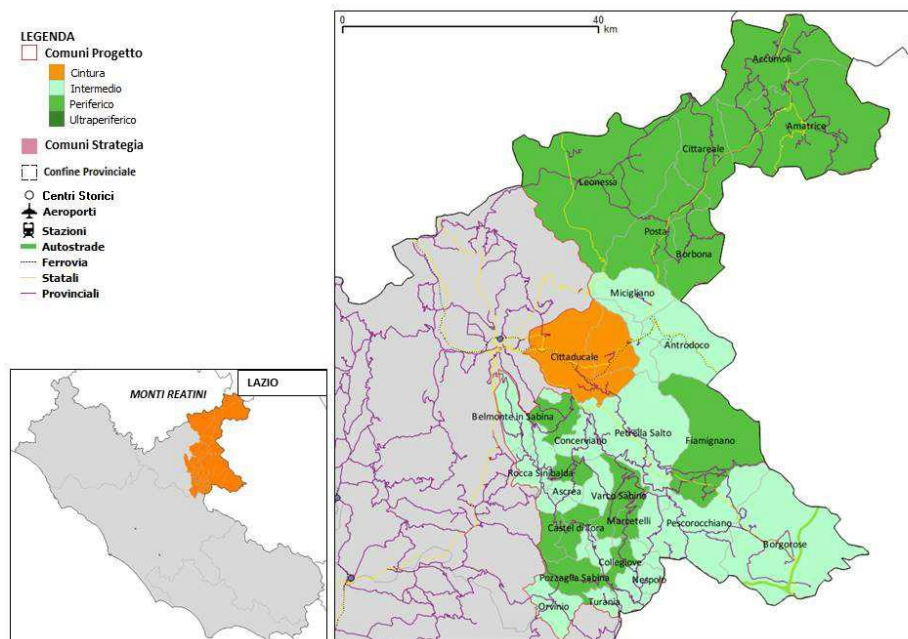 0 40
km
LEGENDA
Comuni Progetto
Cintura
Intermedio
Periferico
Ultraperiferico
Comuni Strategia
Confine Provinciale
Centri Storici
Aeroporti
Stazioni
Autostrade
Ferrovia
Statali
Provinciali
MONTI REATINI
LAZIO
Accumoli
Amatrice
Cittareale
Leonessa
Posta
Borbona
Micigliano
Antrodoco
Cittaducale
Belmonte in Sabina
Petrella Salto
Concerviano
Fiamignano
Rocca Sinibalda
Ascrea
Varco Sabino
Marcetelli
Pescorocchiano
Castel di Tora
Borgorose
Collegiove
Pozzaglia Sabina
Nespolo
Orvinio
Turania